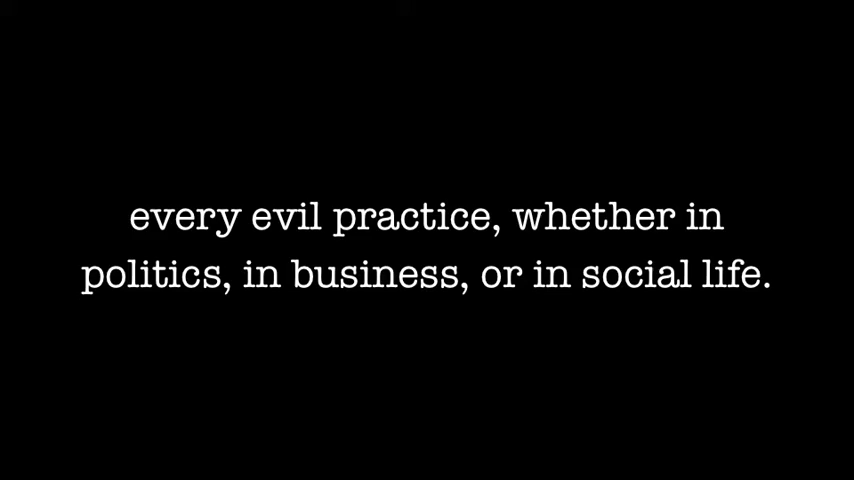 every evil practice, whether in
politics, in business, or in social life.